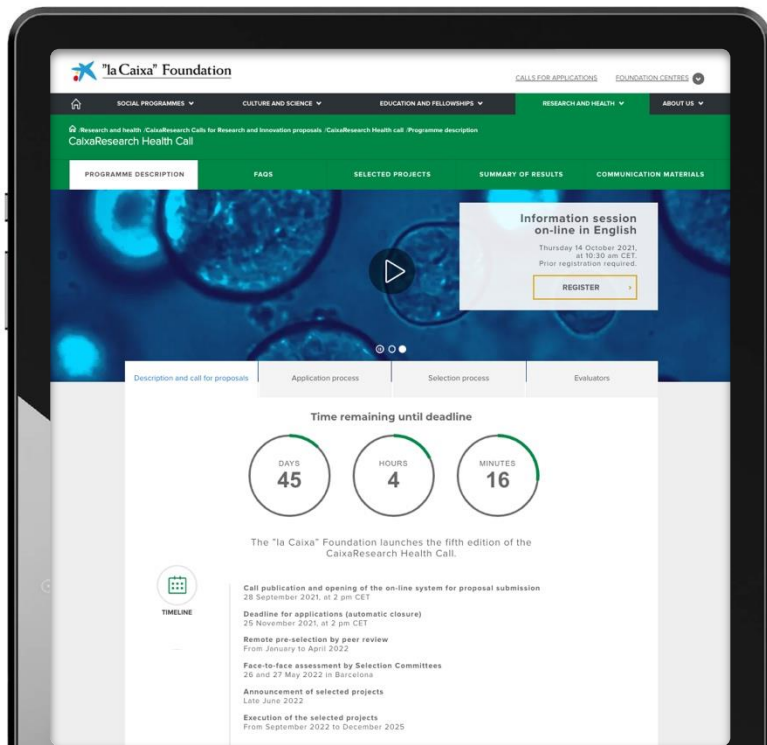 "la Caixa" Foundation
CALLS FOR APPLICATIONS FOUNDATION CENTRES
SOCIAL PROGRAMMES CULTURE AND SCIENCE EDUCATION AND FELLOWSHIPS RESEARCH AND HEALTH ABOUT US
/Research and health /CaixaResearch Calls for Research and Innovation proposals /CaixaResearch Health call /Programme description
CaixaResearch Health Call
PROGRAMME DESCRIPTION FAQS SELECTED PROJECTS SUMMARY OF RESULTS COMMUNICATION MATERIALS
Information session
on-line in English
Thursday 14 October 2021,
at 10:30 am CET.
Prior registration required.
REGISTER
Description and call for proposals Application process Selection process Evaluators
Time remaining until deadline
DAYS HOURS MINUTES
45 4 16
The "la Caixa" Foundation launches the fifth edition of the
CaixaResearch Health Call.
TIMELINE
Call publication and opening of the on-line system for proposal submission
28 September 2021, at 2 pm CET
Deadline for applications (automatic closure)
25 November 2021, at 2 pm CET
Remote pre-selection by peer review
From January to April 2022
Face-to-face assessment by Selection Committees
26 and 27 May 2022 in Barcelona
Announcement of selected projects
Late June 2022
Execution of the selected projects
From September 2022 to December 2025